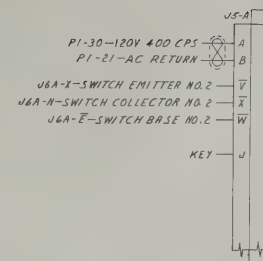 J5-A
P1-30-120V 400 CPS A
P1-21-AC RETURN B
J6A-X-SWITCH EMITTER NO.2 V̅
J6A-N-SWITCH COLLECTOR NO.2 X̅
J6A-E̅-SWITCH BASE NO.2 W̅
KEY J